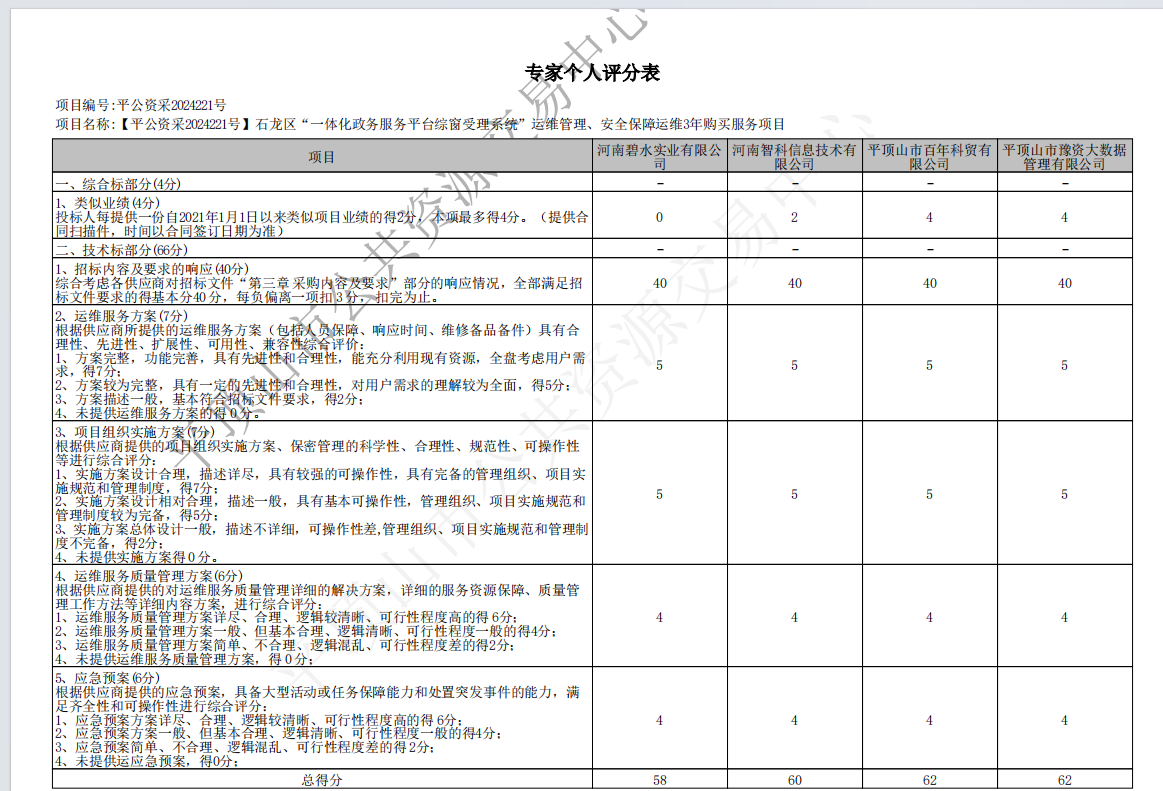 专家个人评分表
项目编号:平公资采2024221号
项目名称:【平公资采2024221号】石龙区“一体化政务服务平台综窗受理系统”运维管理、安全保障运维3年购买服务项目
项目 河南碧水实业有限公司 河南智科信息技术有限公司 平顶山市百年科贸有限公司 平顶山市豫资大数据管理有限公司
一、综合标部分(4分) - - - -
1、类似业绩(4分)
投标人每提供一份自2021年1月1日以来类似项目业绩的得2分，本项最多得4分。（提供合
同扫描件，时间以合同签订日期为准）
0 2 4 4
二、技术标部分(66分) - - - -
1、招标内容及要求的响应(40分)
综合考虑各供应商对招标文件“第三章 采购内容及要求”部分的响应情况，全部满足招
标文件要求的得基本分40 分，每负偏离一项扣 3 分，扣完为止。
40 40 40 40
2、运维服务方案(7分)
根据供应商所提供的运维服务方案（包括人员保障、响应时间、维修备品备件）具有合
理性、先进性、扩展性、可用性、兼容性综合评价:
1、方案完整，功能完善，具有先进性和合理性，能充分利用现有资源，全盘考虑用户需
求，得7分；
2、方案较为完整，具有一定的先进性和合理性，对用户需求的理解较为全面，得5分；
3、方案描述一般，基本符合招标文件要求，得2分；
4、未提供运维服务方案的得 0 分。
5 5 5 5
3、项目组织实施方案(7分)
根据供应商提供的项目组织实施方案、保密管理的科学性、合理性、规范性、可操作性
等进行综合评分:
1、实施方案设计合理，描述详尽，具有较强的可操作性，具有完备的管理组织、项目实
施规范和管理制度，得7分；
2、实施方案设计相对合理，描述一般，具有基本可操作性，管理组织、项目实施规范和
管理制度较为完备，得5分；
3、实施方案总体设计一般，描述不详细，可操作性差,管理组织、项目实施规范和管理制
度不完备，得2分；
4、未提供实施方案得 0 分。
5 5 5 5
4、运维服务质量管理方案(6分)
根据供应商提供的对运维服务质量管理详细的解决方案，详细的服务资源保障、质量管
理工作方法等详细内容方案，进行综合评分:
1、运维服务质量管理方案详尽、合理、逻辑较清晰、可行性程度高的得 6分；
2、运维服务质量管理方案一般、但基本合理、逻辑清晰、可行性程度一般的得4分；
3、运维服务质量管理方案简单、不合理、逻辑混乱、可行性程度差的得2分；
4、未提供运维服务质量管理方案，得 0 分；
4 4 4 4
5、应急预案(6分)
根据供应商提供的应急预案，具备大型活动或任务保障能力和处置突发事件的能力，满
足齐全性和可操作性进行综合评分:
1、应急预案方案详尽、合理、逻辑较清晰、可行性程度高的得 6分；
2、应急预案方案一般、但基本合理、逻辑清晰、可行性程度一般的得4分；
3、应急预案简单、不合理、逻辑混乱、可行性程度差的得 2分；
4、未提供运应急预案，得0分；
4 4 4 4
总得分 58 60 62 62
平顶山市公共资源交易中心
平顶山市公共资源交易中心